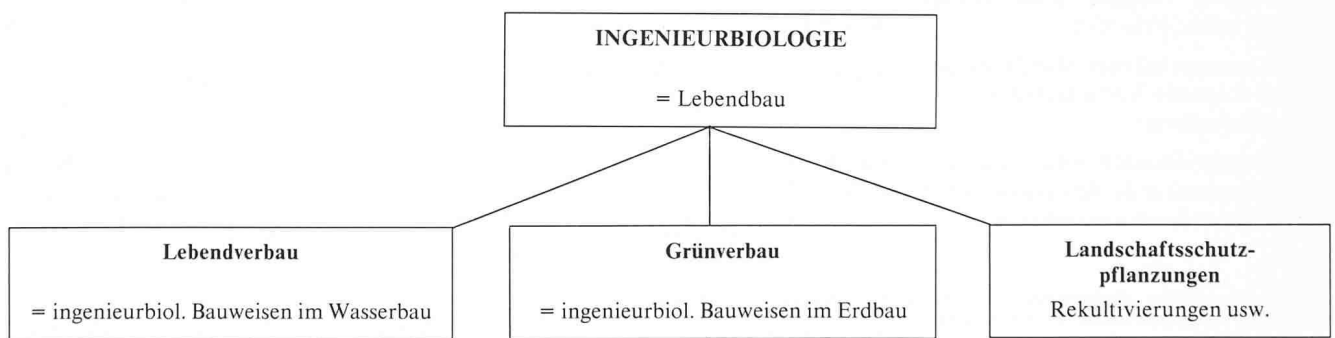 INGENIEURBIOLOGIE
= Lebendbau
Lebendverbau
= ingenieurbiol. Bauweisen im Wasserbau
Grünverbau
= ingenieurbiol. Bauweisen im Erdbau
Landschaftsschutz-
pflanzungen
Rekultivierungen usw.